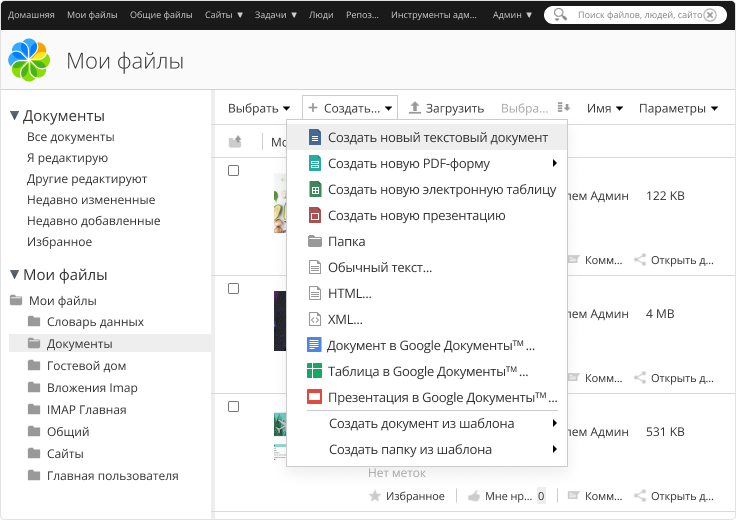 Домашняя Мои файлы Общие файлы Сайты Задачи Люди Репоз... Инструменты адм... Админ Поиск файлов, людей, сайто
Мои файлы
Документы
Все документы
Я редактирую
Другие редактируют
Недавно измененные
Недавно добавленные
Избранное
Мои файлы
Мои файлы
Словарь данных
Документы
Гостевой дом
Вложения Imap
IMAP Главная
Общий
Сайты
Главная пользователя
Выбрать + Создать... Загрузить Выбра... Имя Параметры
Создать новый текстовый документ
Создать новую PDF-форму
Создать новую электронную таблицу
Создать новую презентацию
Папка
Обычный текст...
HTML...
XML...
Документ в Google Документы™ ...
Таблица в Google Документы™ ...
Презентация в Google Документы™ ...
Создать документ из шаблона
Создать папку из шаблона
лем Админ 122 KB
Комм... Открыть д...
лем Админ 4 MB
Комм... Открыть д...
лем Админ 531 KB
Нет меток
Избранное Мне нр... 0 Комм... Открыть д...